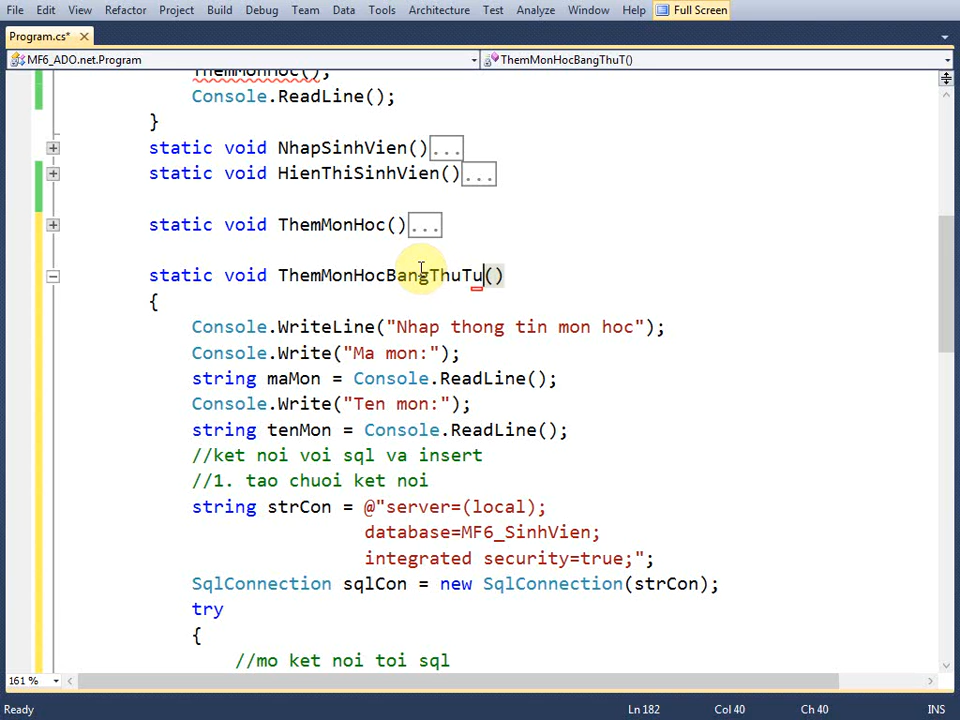 File Edit View Refactor Project Build Debug Team Data Tools Architecture Test Analyze Window Help Full Screen
Program.cs*
MF6_ADO.net.Program ThemMonHocBangThuT()
ThemMonHoc();
Console.ReadLine();
}
static void NhapSinhVien()...
static void HienThiSinhVien()...
static void ThemMonHoc()...
static void ThemMonHocBangThuTu()
{
Console.WriteLine("Nhap thong tin mon hoc");
Console.Write("Ma mon:");
string maMon = Console.ReadLine();
Console.Write("Ten mon:");
string tenMon = Console.ReadLine();
//ket noi voi sql va insert
//1. tao chuoi ket noi
string strCon = @"server=(local);
database=MF6_SinhVien;
integrated security=true;";
SqlConnection sqlCon = new SqlConnection(strCon);
try
{
//mo ket noi toi sql
161 %
Ready Ln 182 Col 40 Ch 40 INS